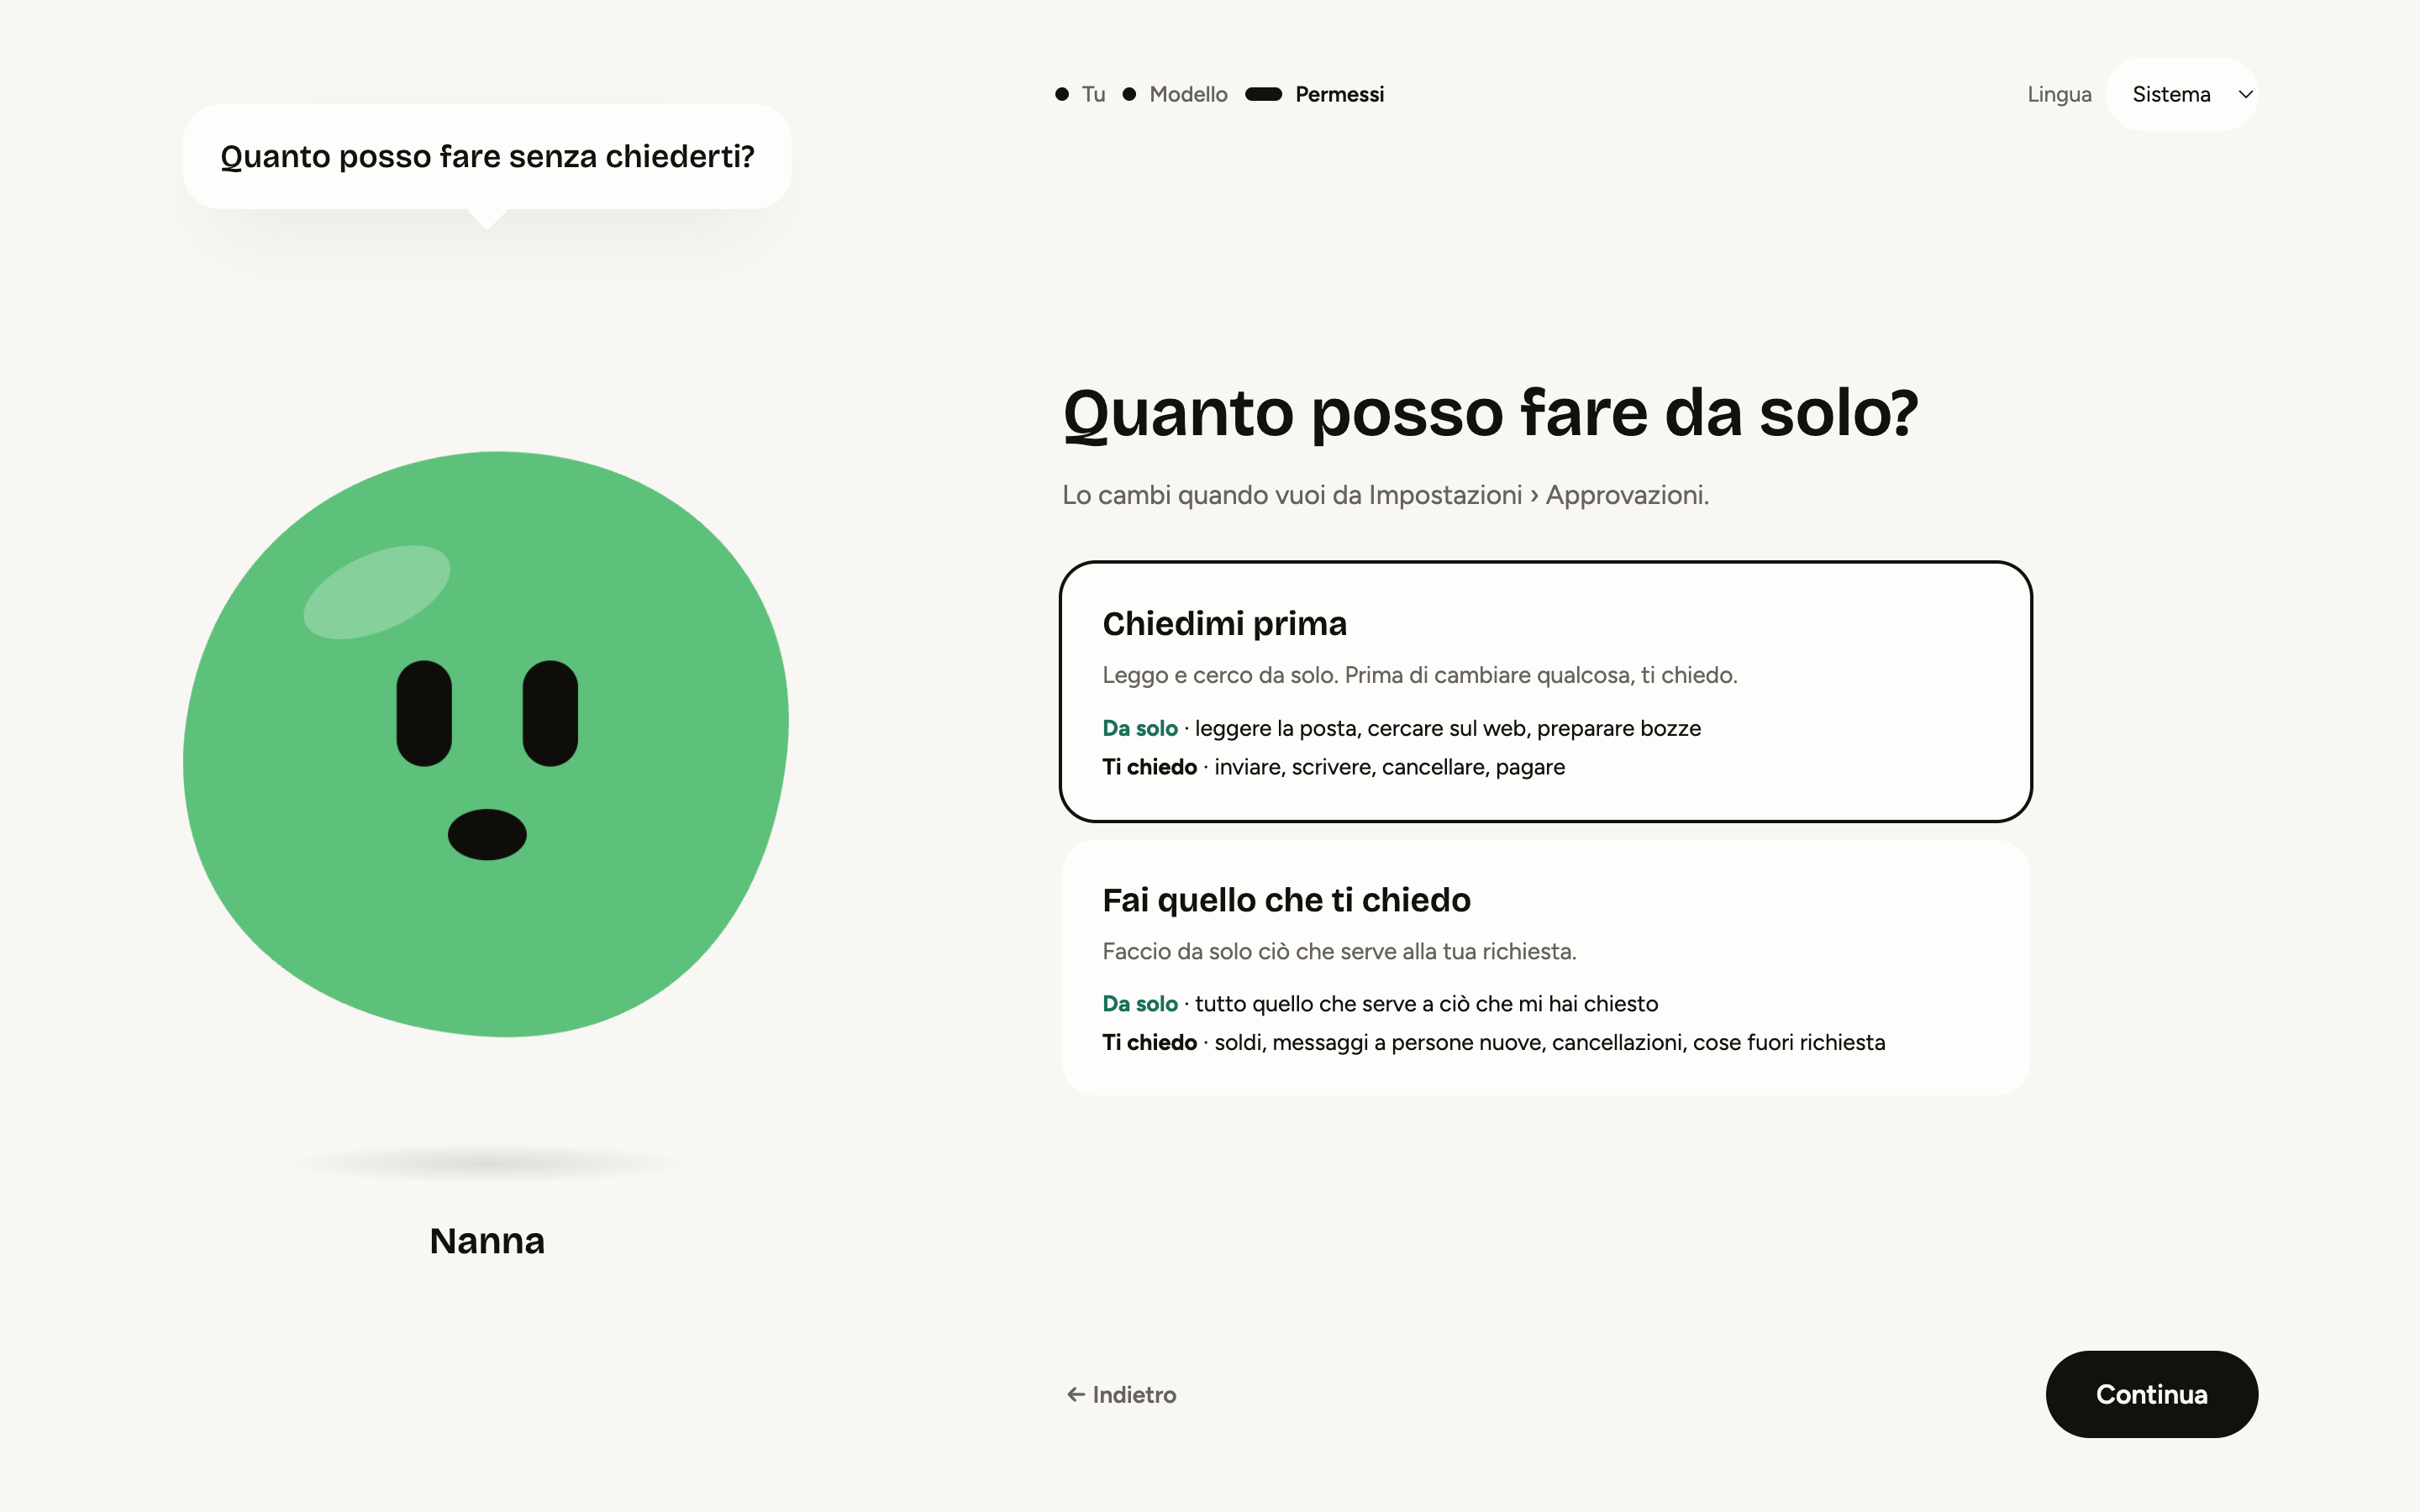 Quanto posso fare senza chiederti?
Nanna
Tu
Modello
Permessi
Lingua
Sistema
Quanto posso fare da solo?
Lo cambi quando vuoi da Impostazioni › Approvazioni.
Chiedimi prima
Leggo e cerco da solo. Prima di cambiare qualcosa, ti chiedo.
Da solo · leggere la posta, cercare sul web, preparare bozze
Ti chiedo · inviare, scrivere, cancellare, pagare
Fai quello che ti chiedo
Faccio da solo ciò che serve alla tua richiesta.
Da solo · tutto quello che serve a ciò che mi hai chiesto
Ti chiedo · soldi, messaggi a persone nuove, cancellazioni, cose fuori richiesta
← Indietro
Continua